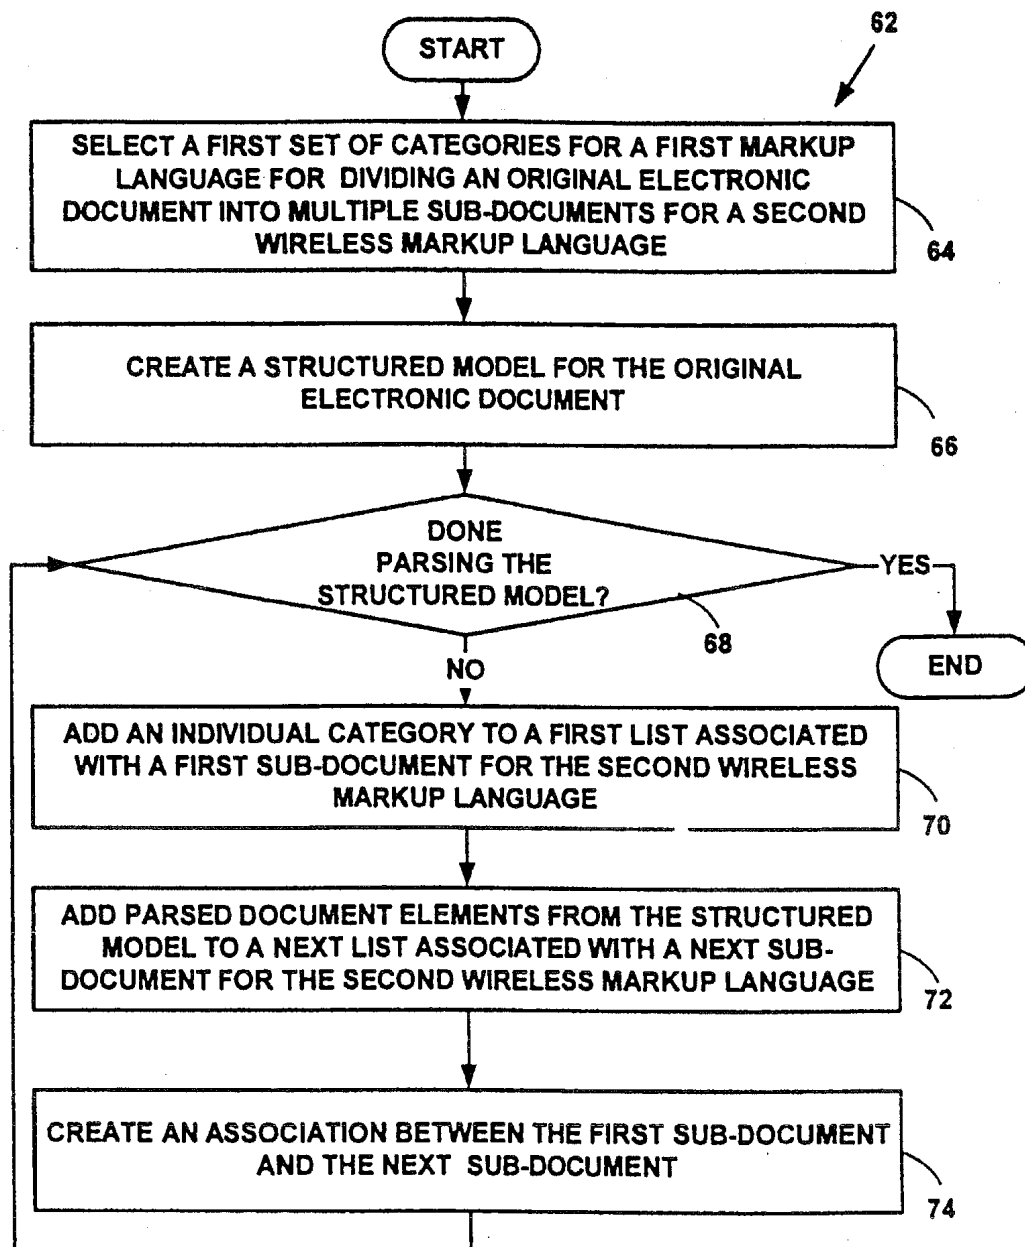 START
62
SELECT A FIRST SET OF CATEGORIES FOR A FIRST MARKUP
LANGUAGE FOR DIVIDING AN ORIGINAL ELECTRONIC
DOCUMENT INTO MULTIPLE SUB-DOCUMENTS FOR A SECOND
WIRELESS MARKUP LANGUAGE
64
CREATE A STRUCTURED MODEL FOR THE ORIGINAL
ELECTRONIC DOCUMENT
66
DONE
PARSING THE
STRUCTURED MODEL?
YES
68
END
NO
ADD AN INDIVIDUAL CATEGORY TO A FIRST LIST ASSOCIATED
WITH A FIRST SUB-DOCUMENT FOR THE SECOND WIRELESS
MARKUP LANGUAGE
70
ADD PARSED DOCUMENT ELEMENTS FROM THE STRUCTURED
MODEL TO A NEXT LIST ASSOCIATED WITH A NEXT SUB-
DOCUMENT FOR THE SECOND WIRELESS MARKUP LANGUAGE
72
CREATE AN ASSOCIATION BETWEEN THE FIRST SUB-DOCUMENT
AND THE NEXT SUB-DOCUMENT
74